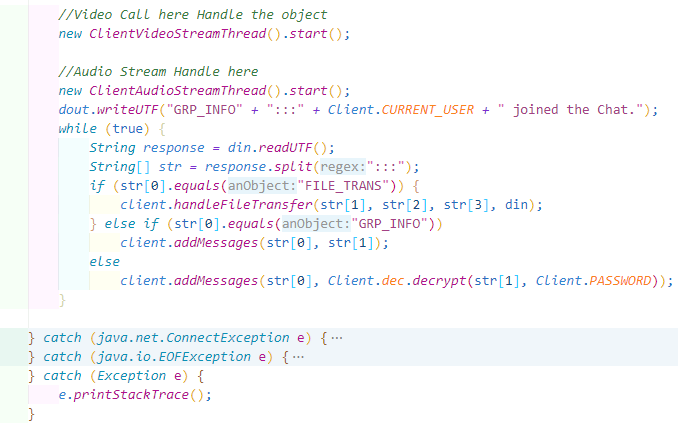 //Video Call here Handle the object
new ClientVideoStreamThread().start();
//Audio Stream Handle here
new ClientAudioStreamThread().start();
dout.writeUTF("GRP_INFO" + ":::" + Client.CURRENT_USER + " joined the Chat.");
while (true) {
String response = din.readUTF();
String[] str = response.split(regex:":::");
if (str[0].equals(anObject:"FILE_TRANS")) {
client.handleFileTransfer(str[1], str[2], str[3], din);
} else if (str[0].equals(anObject:"GRP_INFO"))
client.addMessages(str[0], str[1]);
else
client.addMessages(str[0], Client.dec.decrypt(str[1], Client.PASSWORD));
}
} catch (java.net.ConnectException e) {⋯
} catch (java.io.EOFException e) {⋯
} catch (Exception e) {
e.printStackTrace();
}